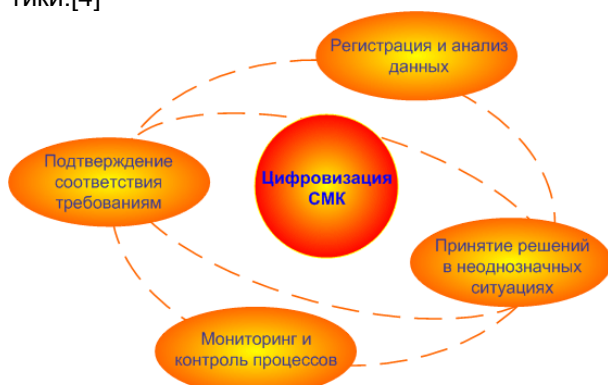 тики.[4]
Регистрация и анализ
данных
Подтверждение
соответствия
требованиям
Цифровизация
СМК
Принятие решений
в неоднозначных
ситуациях
Мониторинг и
контроль процессов